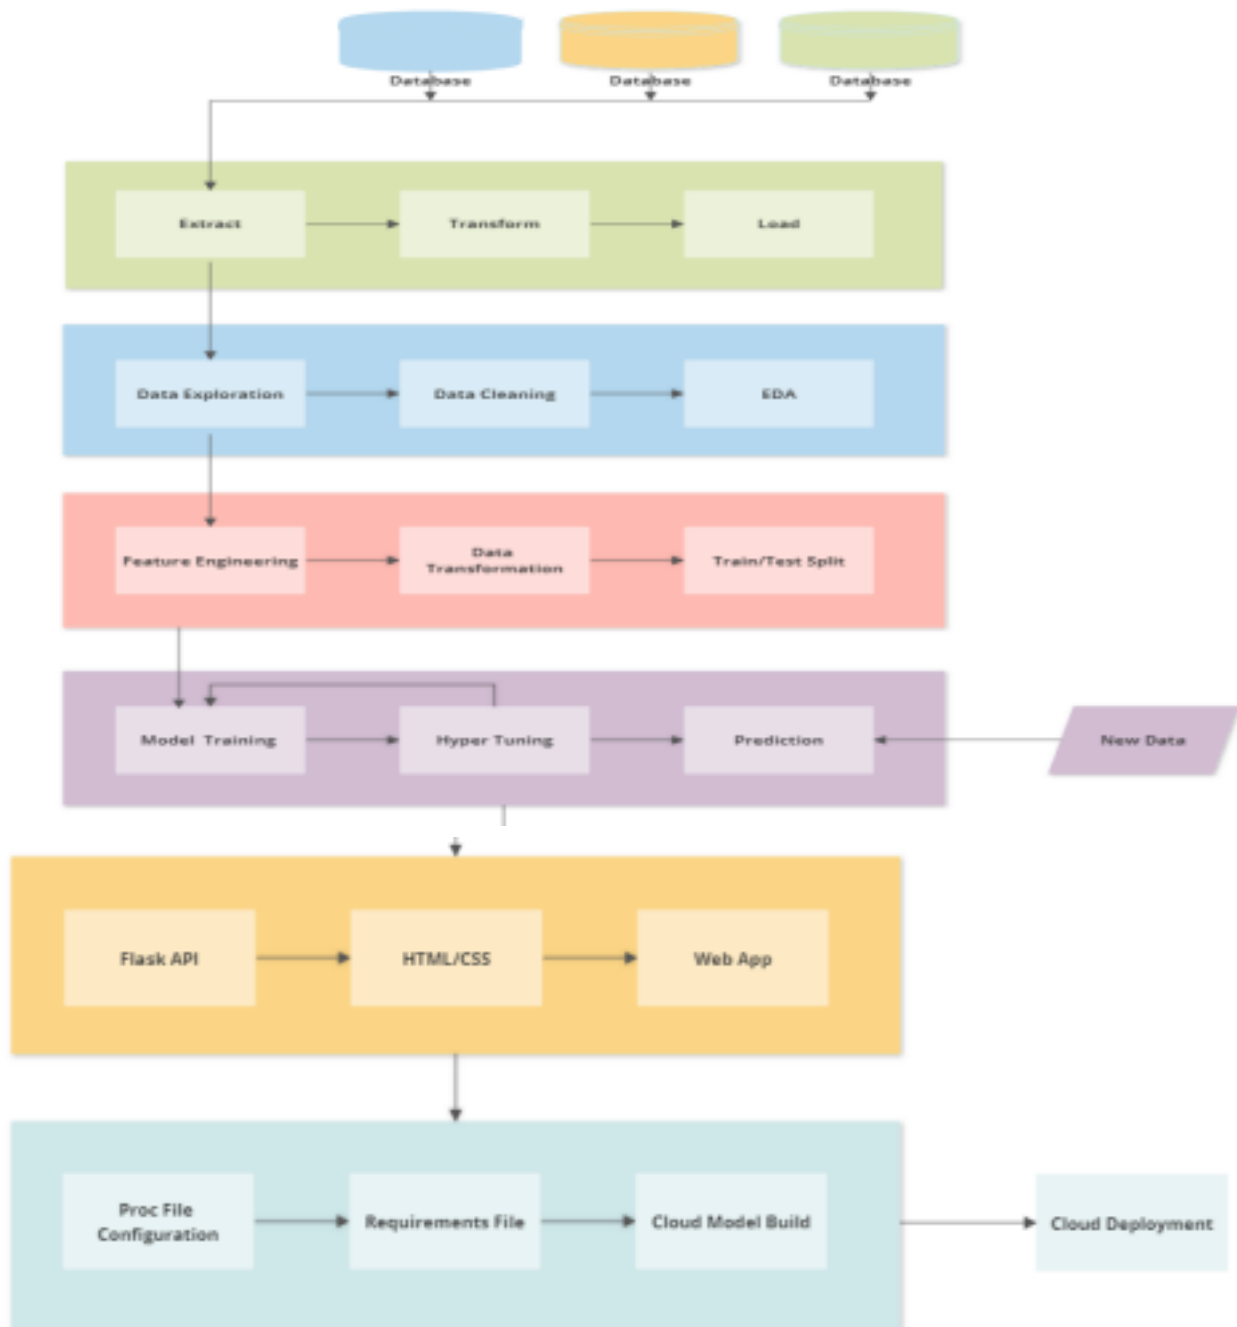 Database
Database
Database
Extract
Transform
Load
Data Exploration
Data Cleaning
EDA
Feature Engineering
Data
Transformation
Train/Test Split
Model Training
Hyper Tuning
Prediction
New Data
Flask API
HTML/CSS
Web App
Proc File
Configuration
Requirements File
Cloud Model Build
Cloud Deployment